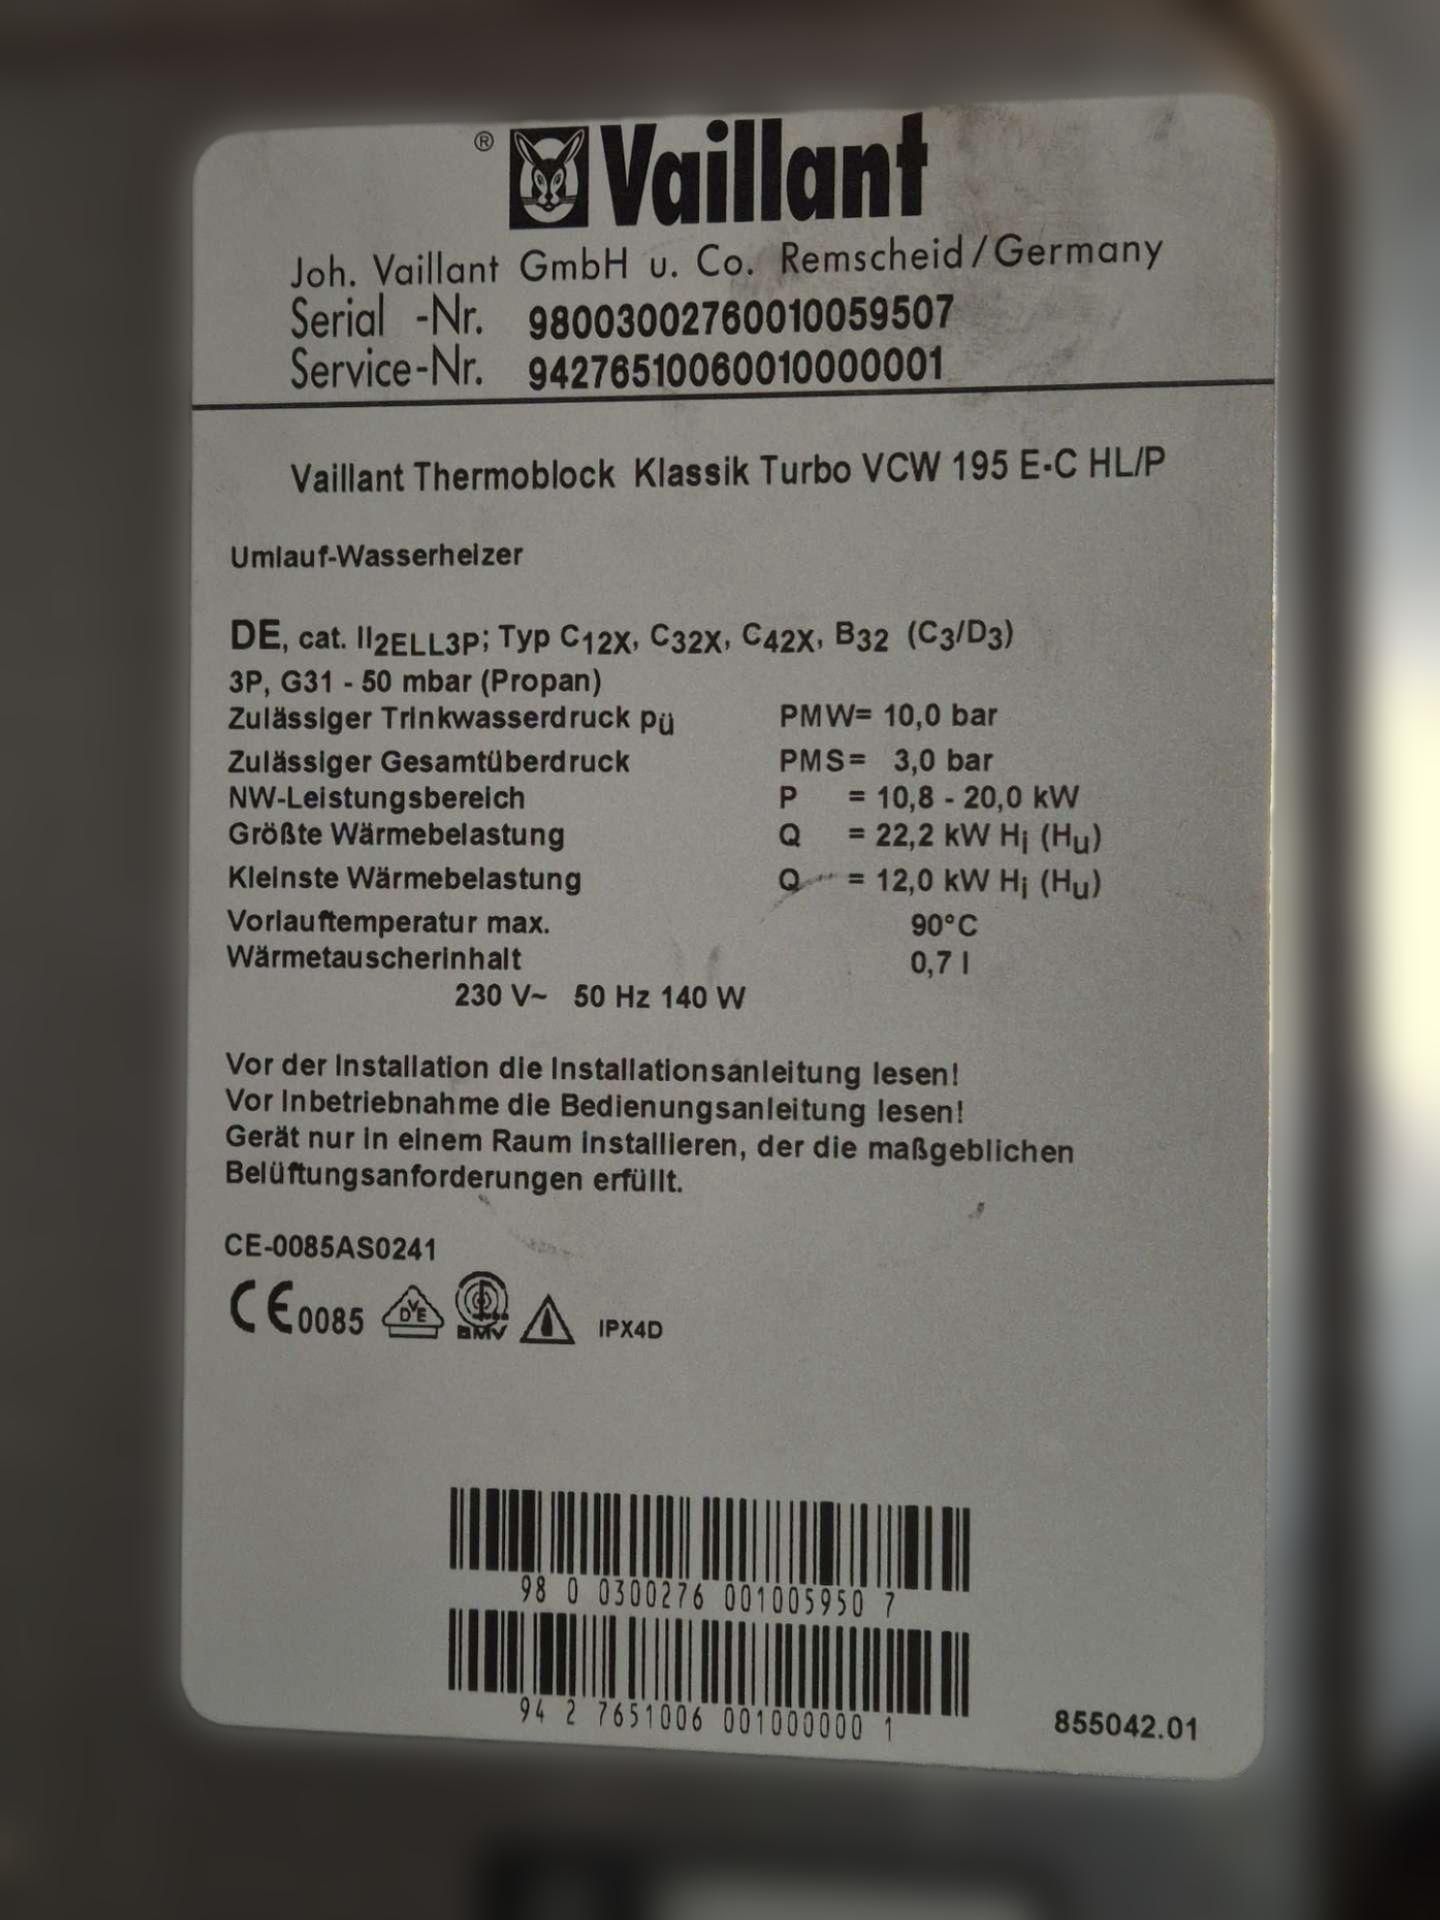 ® Vaillant
Joh. Vaillant GmbH u. Co. Remscheid/Germany
Serial -Nr. 98003002760010059507
Service-Nr. 94276510060010000001
Vaillant Thermoblock Klassik Turbo VCW 195 E-C HL/P
Umlauf-Wasserheizer
DE, cat. II2ELL3P; Typ C12X, C32X, C42X, B32 (C3/D3)
3P, G31 - 50 mbar (Propan)
Zulässiger Trinkwasserdruck pü PMW= 10,0 bar
Zulässiger Gesamtüberdruck PMS= 3,0 bar
NW-Leistungsbereich P = 10,8 - 20,0 kW
Größte Wärmebelastung Q = 22,2 kW Hi (Hu)
Kleinste Wärmebelastung Q = 12,0 kW Hi (Hu)
Vorlauftemperatur max. 90°C
Wärmetauscherinhalt 0,7 l
230 V~ 50 Hz 140 W
Vor der Installation die Installationsanleitung lesen!
Vor Inbetriebnahme die Bedienungsanleitung lesen!
Gerät nur in einem Raum installieren, der die maßgeblichen
Belüftungsanforderungen erfüllt.
CE-0085AS0241
CE 0085 DVE BMV IPX4D
98 0 0300276 001005950 7
94 2 7651006 001000000 1
855042.01